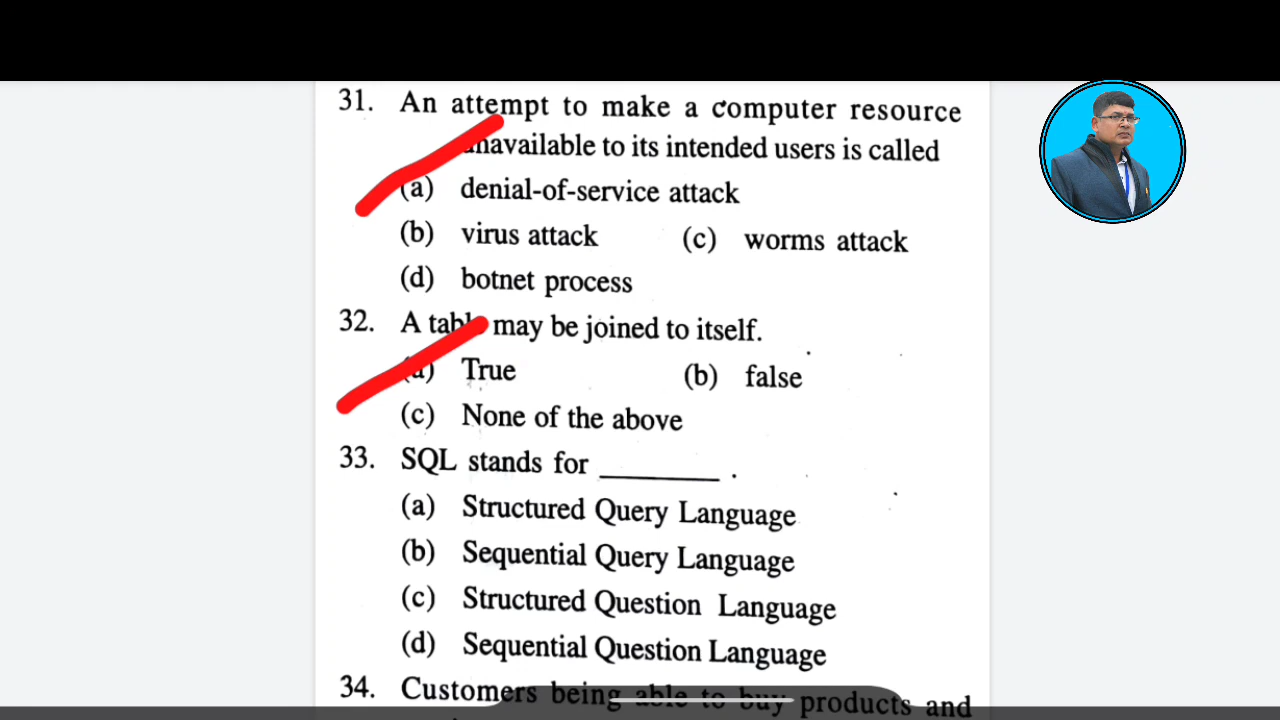 31. An attempt to make a computer resource
unavailable to its intended users is called
(a) denial-of-service attack
(b) virus attack (c) worms attack
(d) botnet process
32. A table may be joined to itself.
(a) True (b) false
(c) None of the above
33. SQL stands for ________ .
(a) Structured Query Language
(b) Sequential Query Language
(c) Structured Question Language
(d) Sequential Question Language
34. Customers being able to buy products and